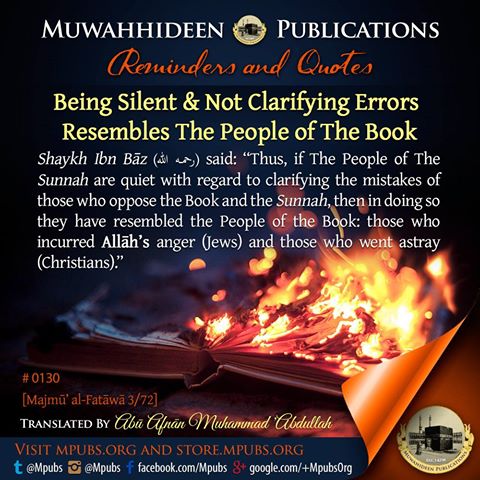 MUWAHHIDEEN PUBLICATIONS
Reminders and Quotes
Being Silent & Not Clarifying Errors
Resembles The People of The Book
Shaykh Ibn Bāz (رحمه الله) said: “Thus, if The People of The
Sunnah are quiet with regard to clarifying the mistakes of
those who oppose the Book and the Sunnah, then in doing so
they have resembled the People of the Book: those who
incurred Allāh’s anger (Jews) and those who went astray
(Christians).”
# 0130
[Majmū’ al-Fatāwā 3/72]
TRANSLATED BY Abū Afnān Muhammad ‘Abdullah
VISIT MPUBS.ORG AND STORE.MPUBS.ORG
@Mpubs @Mpubs facebook.com/Mpubs google.com/+MpubsOrg
MUWAHHIDEEN PUBLICATIONS